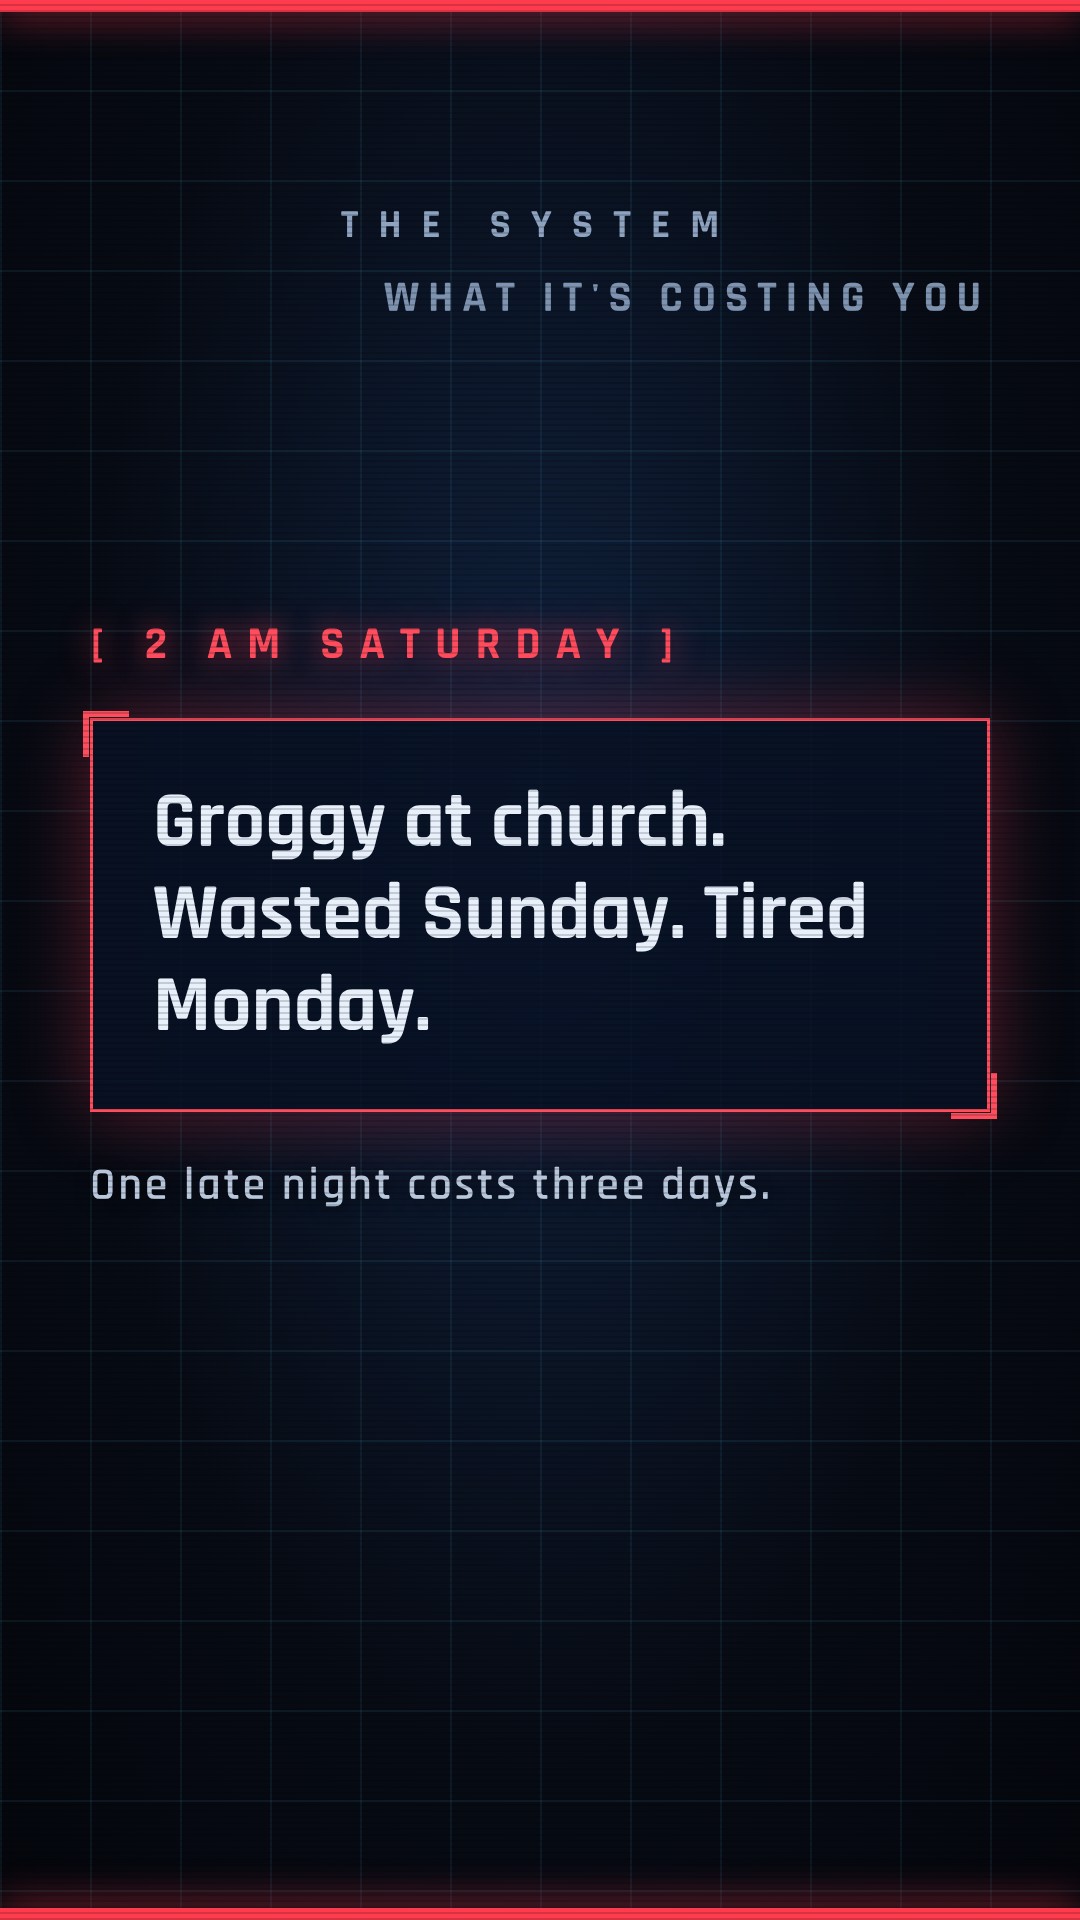 THE SYSTEM
WHAT IT'S COSTING YOU
[ 2 AM SATURDAY ]
Groggy at church.
Wasted Sunday. Tired
Monday.
One late night costs three days.